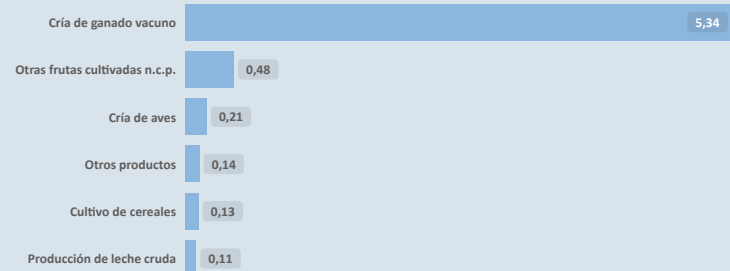 Cría de ganado vacuno 5,34
Otras frutas cultivadas n.c.p. 0,48
Cría de aves 0,21
Otros productos 0,14
Cultivo de cereales 0,13
Producción de leche cruda 0,11